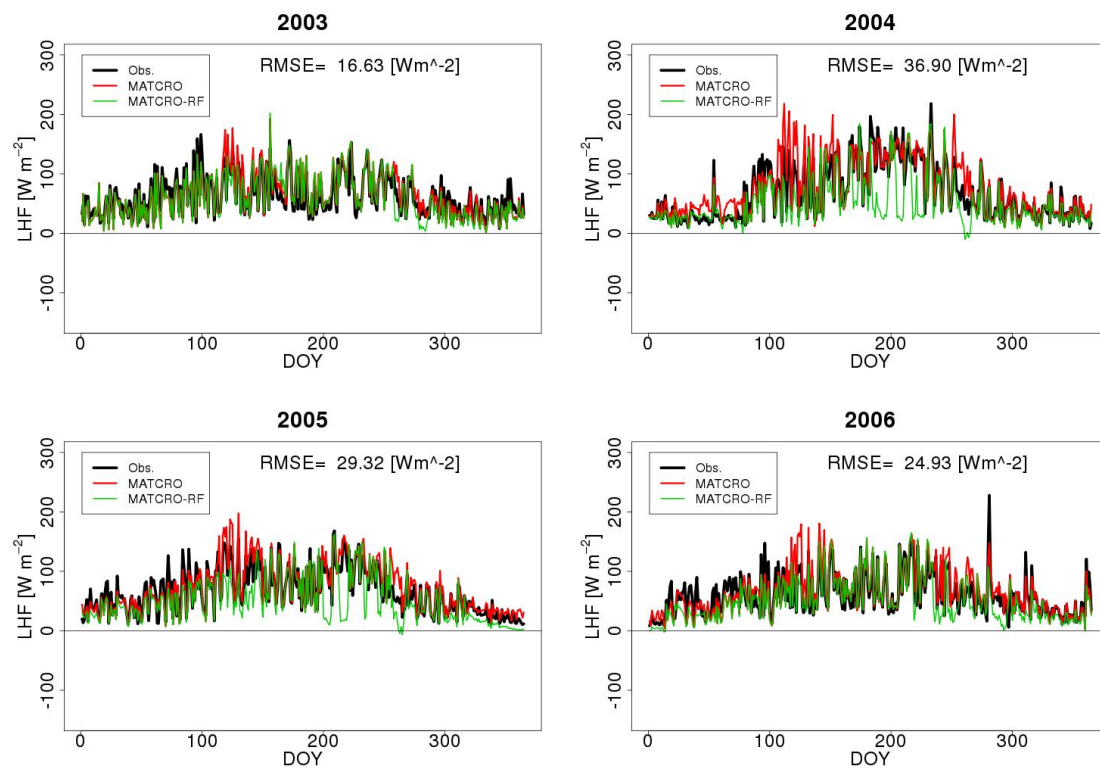 2003
RMSE= 16.63 [Wm^-2]
Obs.
MATCRO
MATCRO-RF
LHF [W m−2]
300
200
100
0
-100
0 100 200 300
DOY
2004
RMSE= 36.90 [Wm^-2]
Obs.
MATCRO
MATCRO-RF
LHF [W m−2]
300
200
100
0
-100
0 100 200 300
DOY
2005
RMSE= 29.32 [Wm^-2]
Obs.
MATCRO
MATCRO-RF
LHF [W m−2]
300
200
100
0
-100
0 100 200 300
DOY
2006
RMSE= 24.93 [Wm^-2]
Obs.
MATCRO
MATCRO-RF
LHF [W m−2]
300
200
100
0
-100
0 100 200 300
DOY